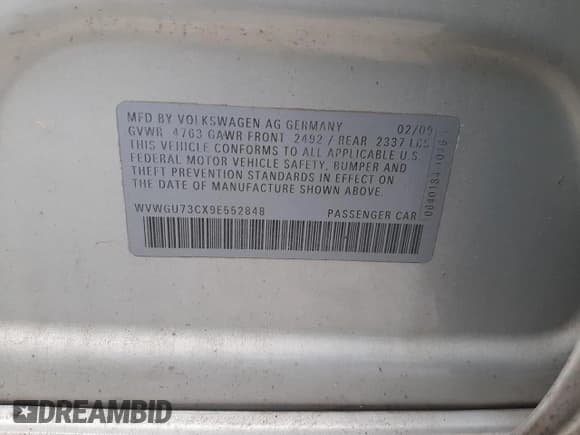 MFD BY VOLKSWAGEN AG GERMANY 02/09
GVWR 4763 GAWR FRONT 2492 / REAR 2337 LBS
THIS VEHICLE CONFORMS TO ALL APPLICABLE U.S.
FEDERAL MOTOR VEHICLE SAFETY, BUMPER AND
THEFT PREVENTION STANDARDS IN EFFECT ON
THE DATE OF MANUFACTURE SHOWN ABOVE.
WVWGU73CX9E552848 PASSENGER CAR
DREAMBID